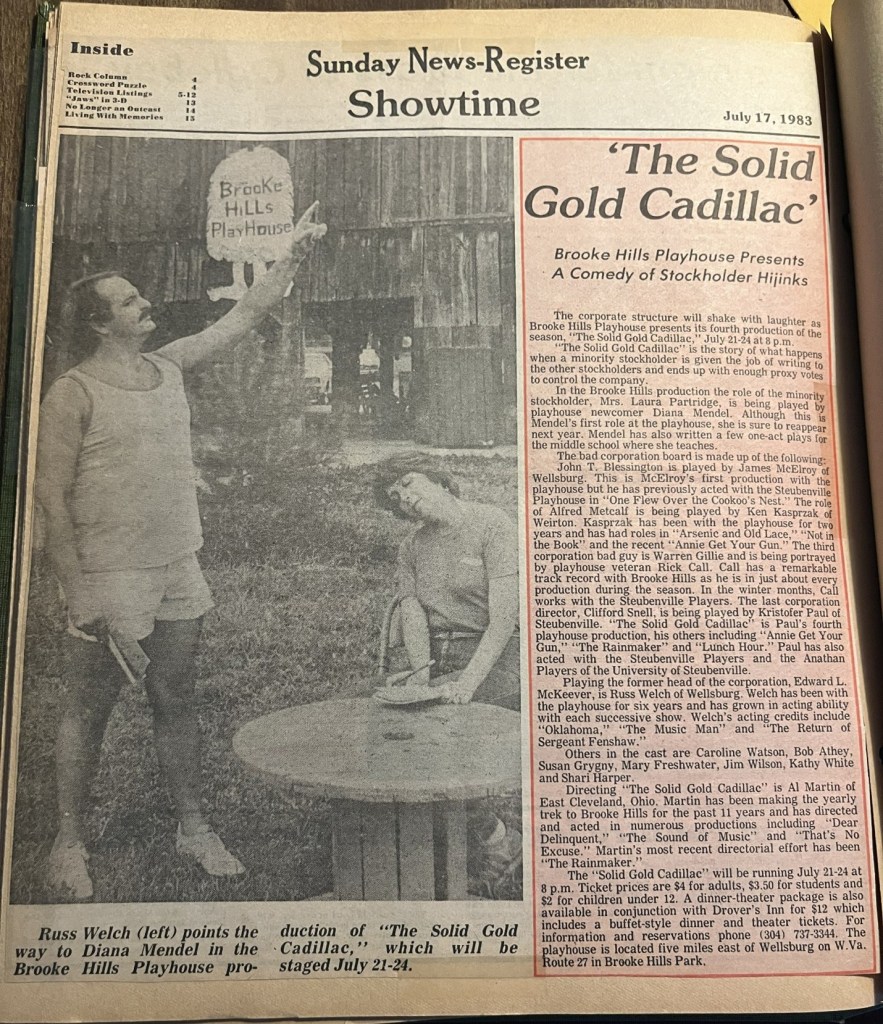 Inside
Rock Column 4
Crossword Puzzle 4
Television Listings 5-12
"Jaws" in 3-D 13
No Longer an Outcast 14
Living With Memories 15
Sunday News-Register
Showtime
July 17, 1983
Brooke
Hills
PlayHouse
'The Solid
Gold Cadillac'
Brooke Hills Playhouse Presents
A Comedy of Stockholder Hijinks
The corporate structure will shake with laughter as
Brooke Hills Playhouse presents its fourth production of the
season, "The Solid Gold Cadillac," July 21-24 at 8 p.m.
"The Solid Gold Cadillac" is the story of what happens
when a minority stockholder is given the job of writing to
the other stockholders and ends up with enough proxy votes
to control the company.
In the Brooke Hills production the role of the minority
stockholder, Mrs. Laura Partridge, is being played by
playhouse newcomer Diana Mendel. Although this is
Mendel's first role at the playhouse, she is sure to reappear
next year. Mendel has also written a few one-act plays for
the middle school where she teaches.
The bad corporation board is made up of the following:
John T. Blessington is played by James McElroy of
Wellsburg. This is McElroy's first production with the
playhouse but he has previously acted with the Steubenville
Playhouse in "One Flew Over the Cookoo's Nest." The role
of Alfred Metcalf is being played by Ken Kasprzak of
Weirton. Kasprzak has been with the playhouse for two
years and has had roles in "Arsenic and Old Lace," "Not in
the Book" and the recent "Annie Get Your Gun." The third
corporation bad guy is Warren Gillie and is being portrayed
by playhouse veteran Rick Call. Call has a remarkable
track record with Brooke Hills as he is in just about every
production during the season. In the winter months, Call
works with the Steubenville Players. The last corporation
director, Clifford Snell, is being played by Kristofer Paul of
Steubenville. "The Solid Gold Cadillac" is Paul's fourth
playhouse production, his others including "Annie Get Your
Gun," "The Rainmaker" and "Lunch Hour." Paul has also
acted with the Steubenville Players and the Anathan
Players of the University of Steubenville.
Playing the former head of the corporation, Edward L.
McKeever, is Russ Welch of Wellsburg. Welch has been with
the playhouse for six years and has grown in acting ability
with each successive show. Welch's acting credits include
"Oklahoma," "The Music Man" and "The Return of
Sergeant Fenshaw."
Others in the cast are Caroline Watson, Bob Athey,
Susan Grygny, Mary Freshwater, Jim Wilson, Kathy White
and Shari Harper.
Directing "The Solid Gold Cadillac" is Al Martin of
East Cleveland, Ohio. Martin has been making the yearly
trek to Brooke Hills for the past 11 years and has directed
and acted in numerous productions including "Dear
Delinquent," "The Sound of Music" and "That's No
Excuse." Martin's most recent directorial effort has been
"The Rainmaker."
The "Solid Gold Cadillac" will be running July 21-24 at
8 p.m. Ticket prices are $4 for adults, $3.50 for students and
$2 for children under 12. A dinner-theater package is also
available in conjunction with Drover's Inn for $12 which
includes a buffet-style dinner and theater tickets. For
information and reservations phone (304) 737-3344. The
playhouse is located five miles east of Wellsburg on W.Va.
Route 27 in Brooke Hills Park.
Russ Welch (left) points the
way to Diana Mendel in the
Brooke Hills Playhouse pro-
duction of "The Solid Gold
Cadillac," which will be
staged July 21-24.